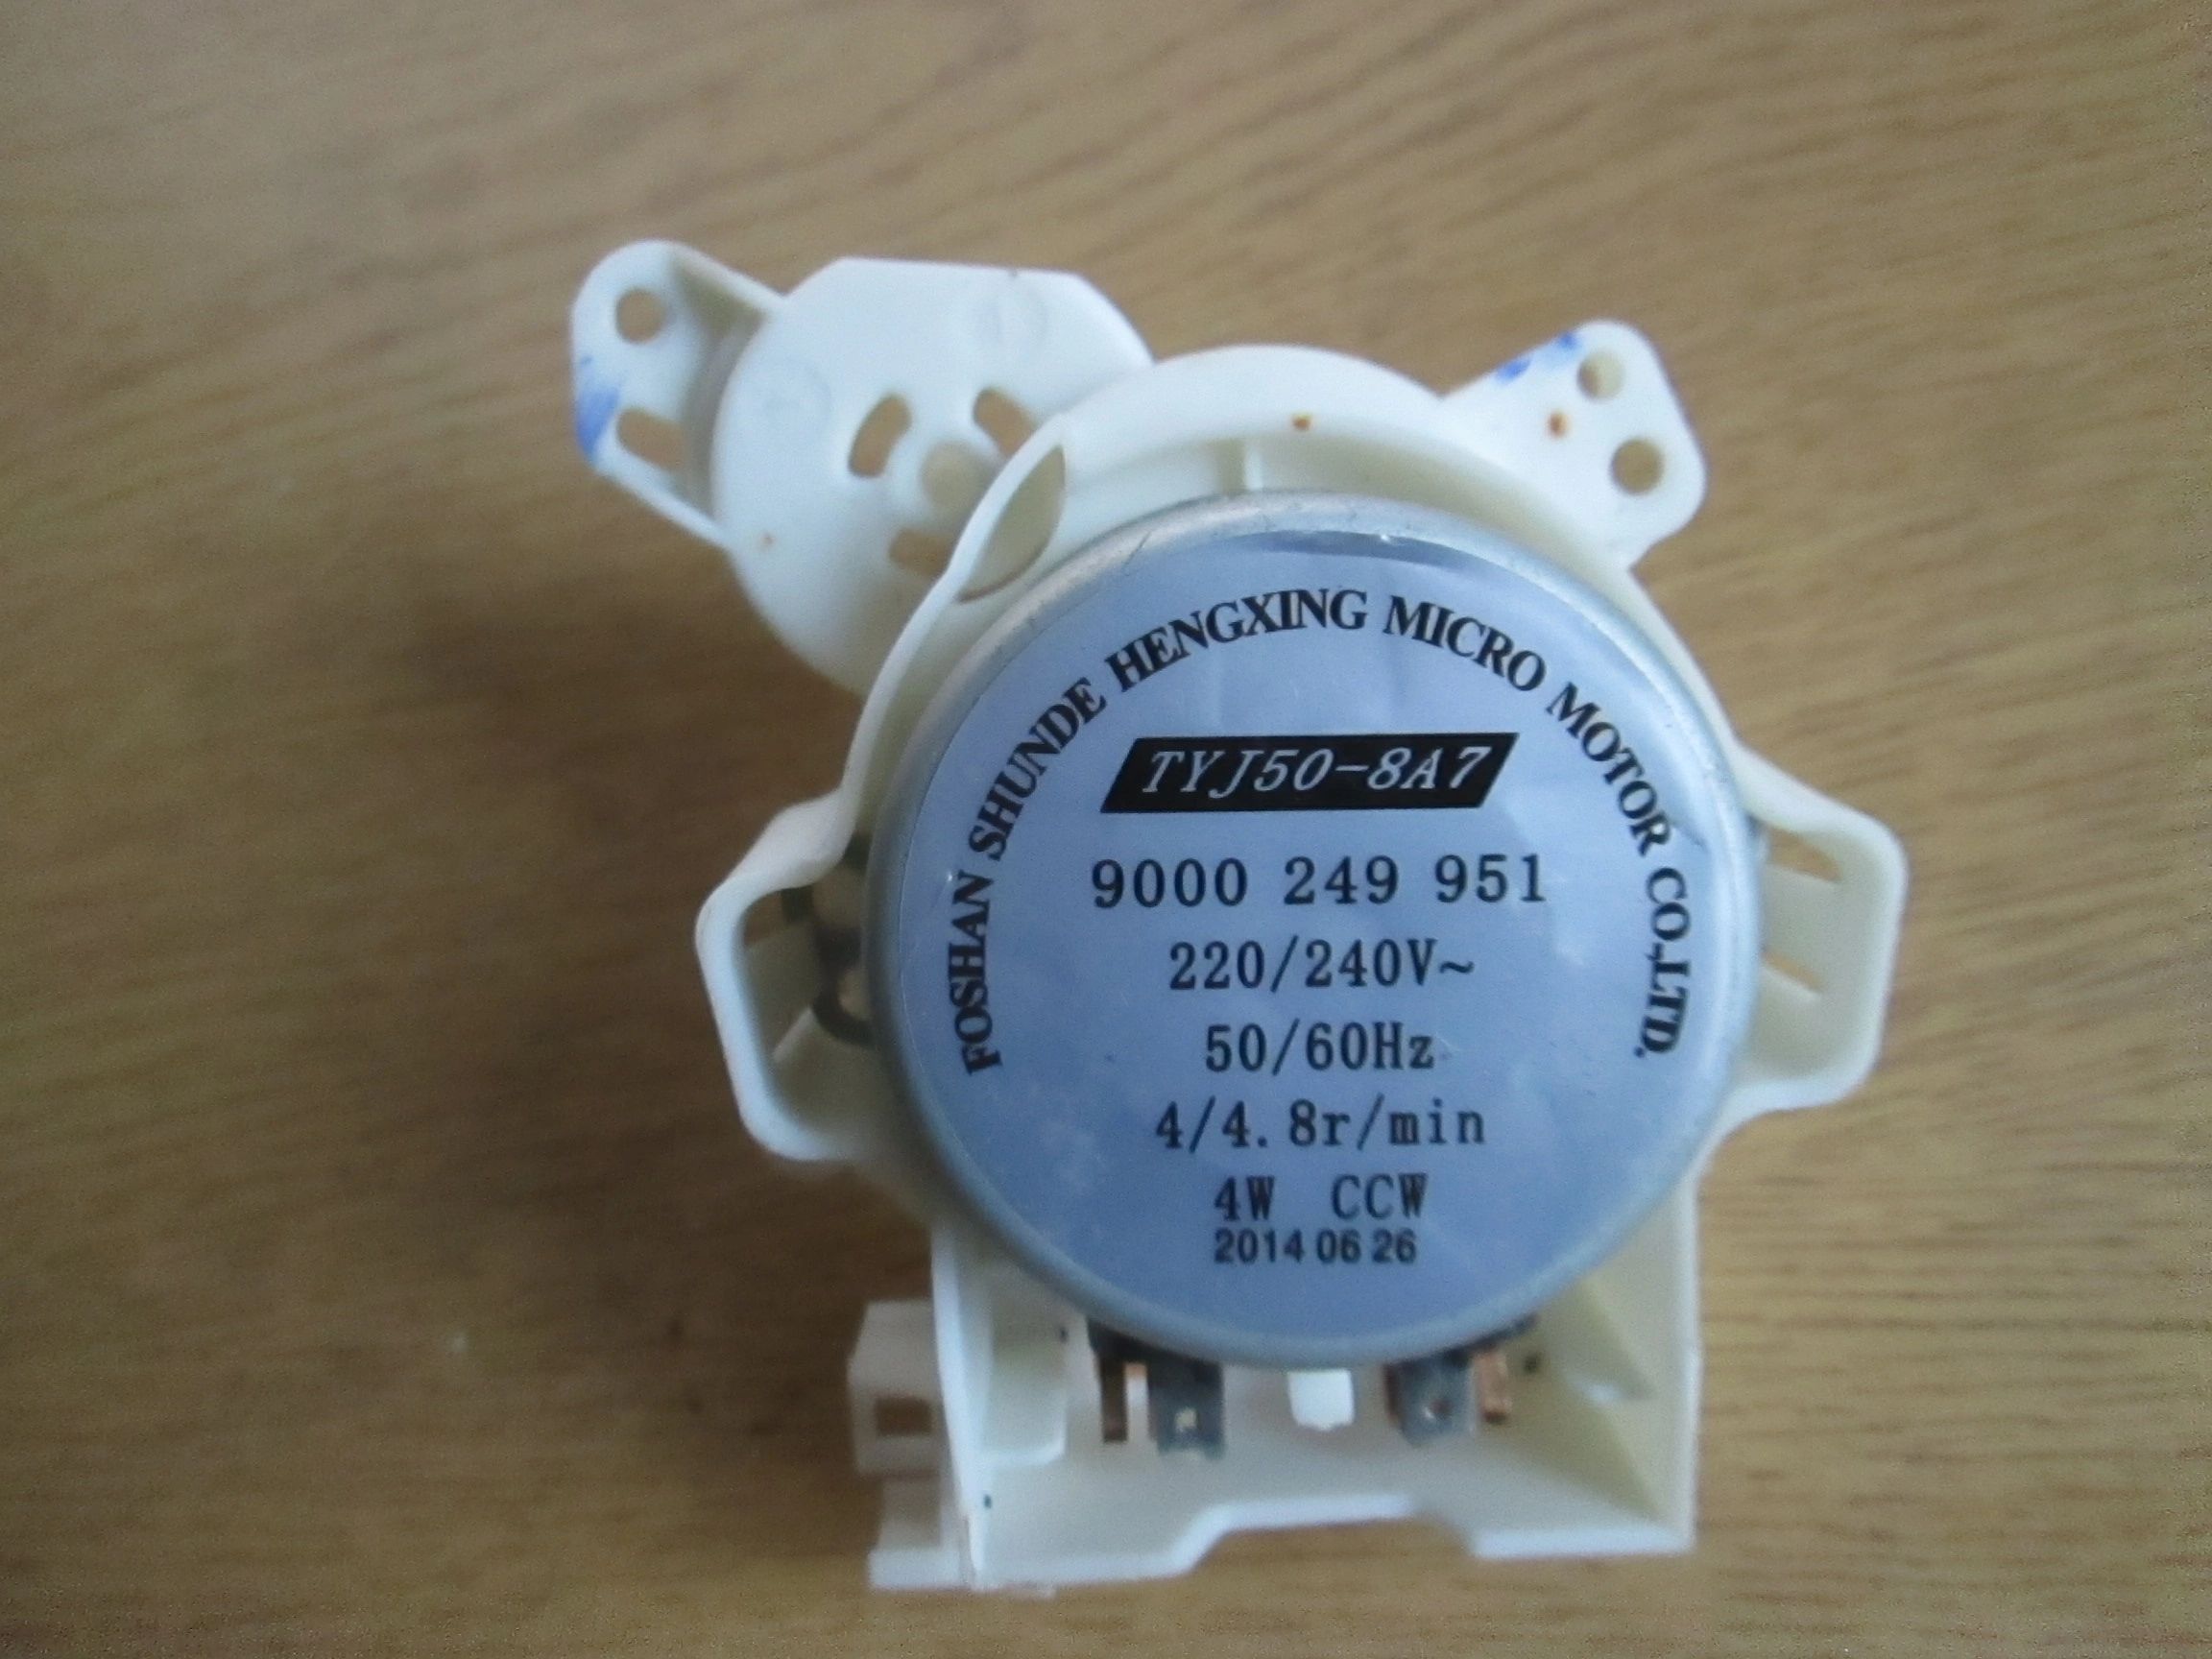 FOSHAN SHUNDE HENGXING MICRO MOTOR CO.,LTD.
TYJ50-8A7
9000 249 951
220/240V~
50/60Hz
4/4.8r/min
4W CCW
2014 06 26